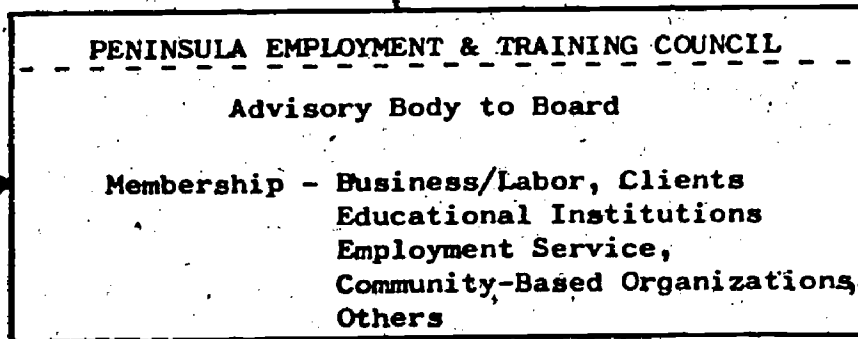 PENINSULA EMPLOYMENT & TRAINING COUNCIL
Advisory Body to Board
Membership - Business/Labor, Clients
Educational Institutions
Employment Service,
Community-Based Organizations,
Others